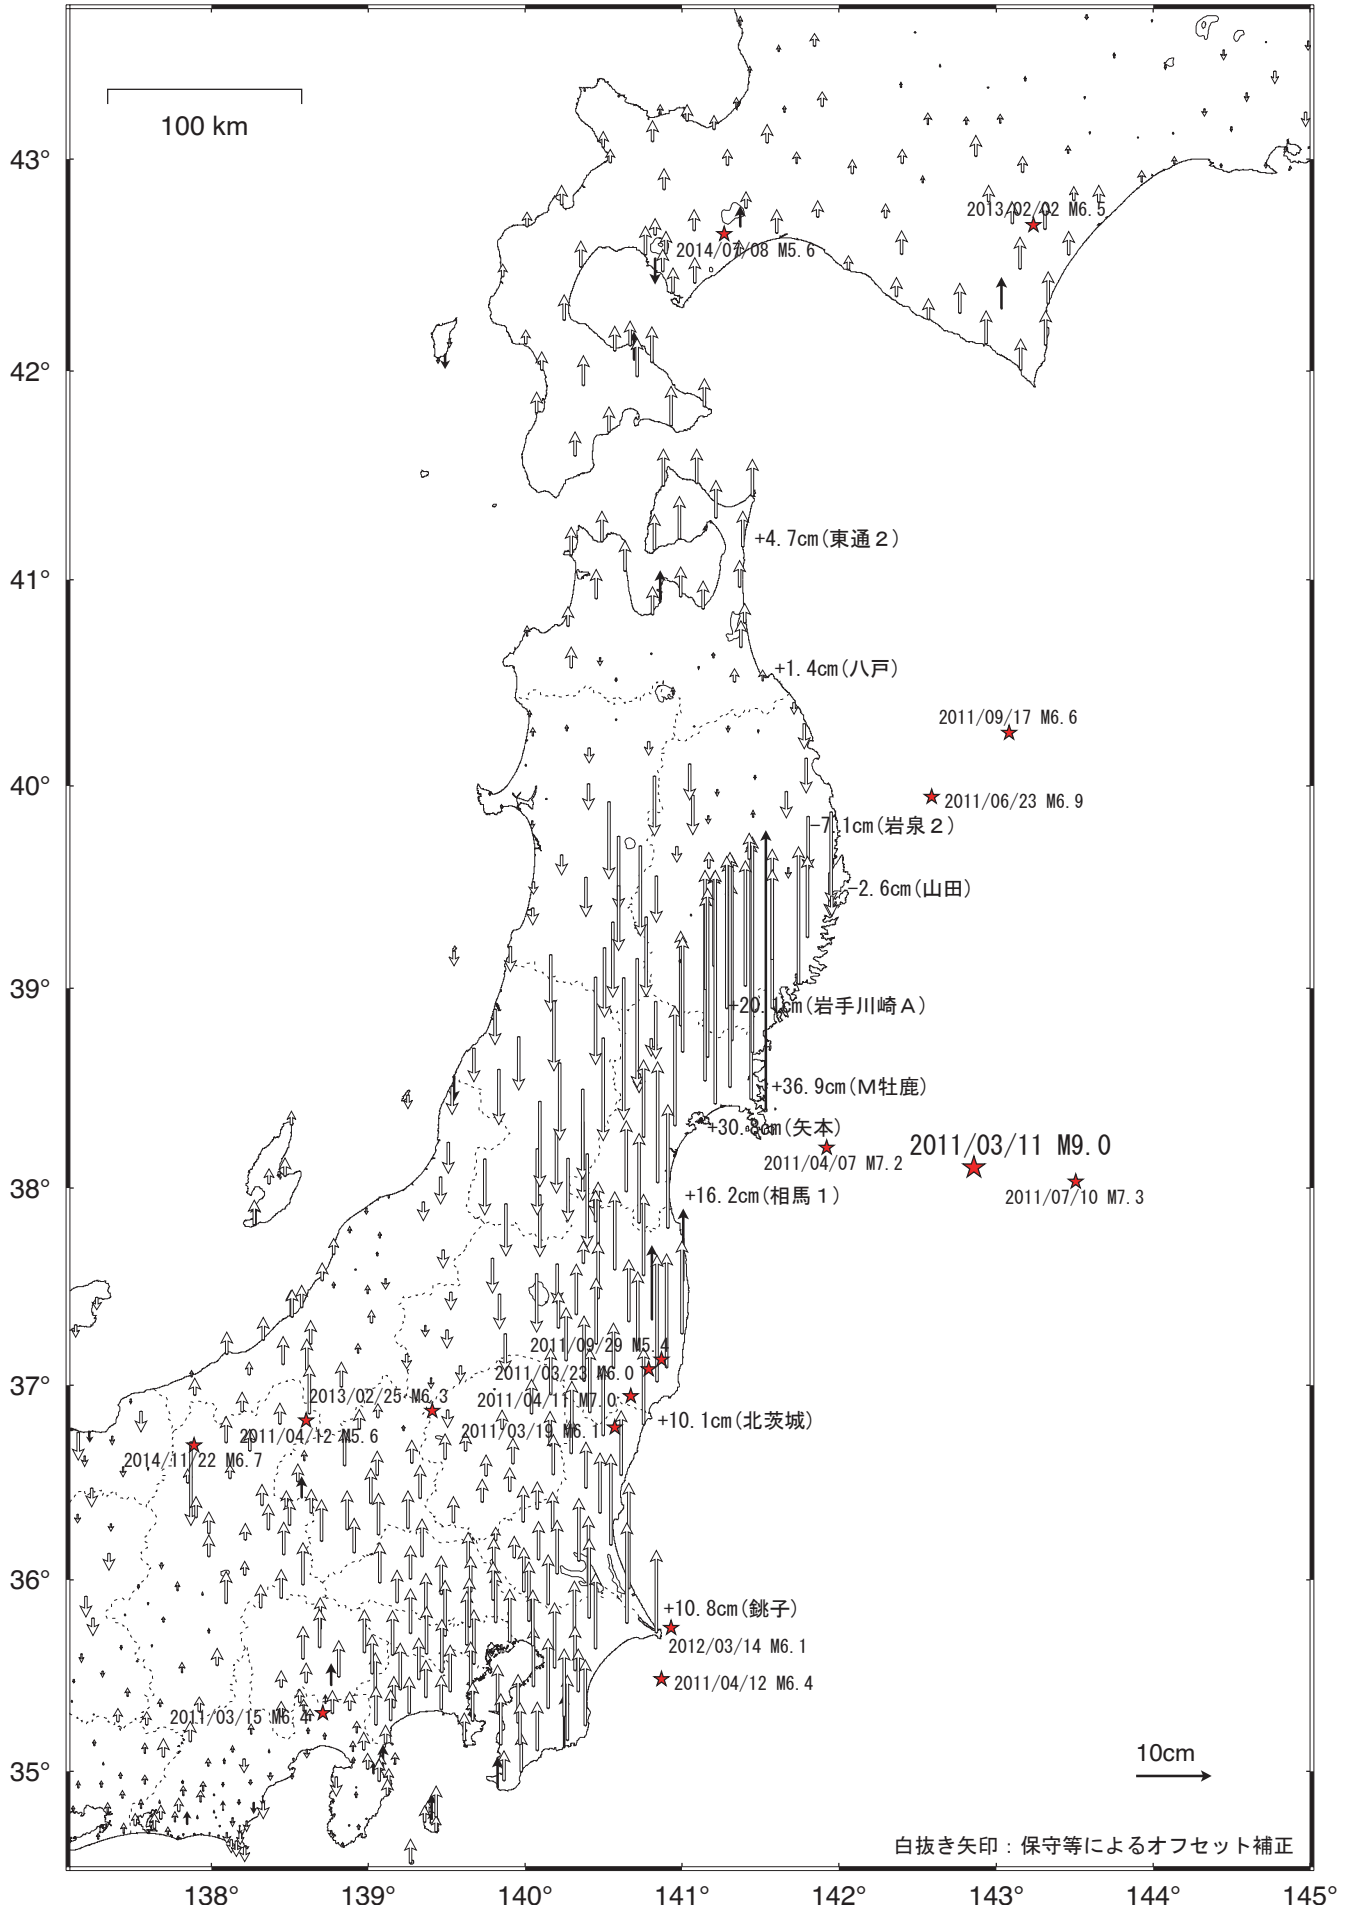 100 km
43°
2013/02/02 M6.5
2014/07/08 M5.6
42°
+4.7cm(東通2)
41°
+1.4cm(八戸)
2011/09/17 M6.6
40°
2011/06/23 M6.9
-7.1cm(岩泉2)
-2.6cm(山田)
39°
+20.1cm(岩手川崎A)
+36.9cm(M牡鹿)
+30.8cm(矢本)
2011/03/11 M9.0
2011/04/07 M7.2
38°
+16.2cm(相馬1)
2011/07/10 M7.3
2011/09/29 M5.4
2011/03/23 M6.0
37°
2013/02/25 M6.3
2011/04/11 M7.0
+10.1cm(北茨城)
2011/04/12 M5.6
2011/03/19 M6.1
2014/11/22 M6.7
36°
+10.8cm(銚子)
2012/03/14 M6.1
2011/04/12 M6.4
2011/03/15 M6.4
35°
10cm
白抜き矢印：保守等によるオフセット補正
138°
139°
140°
141°
142°
143°
144°
145°